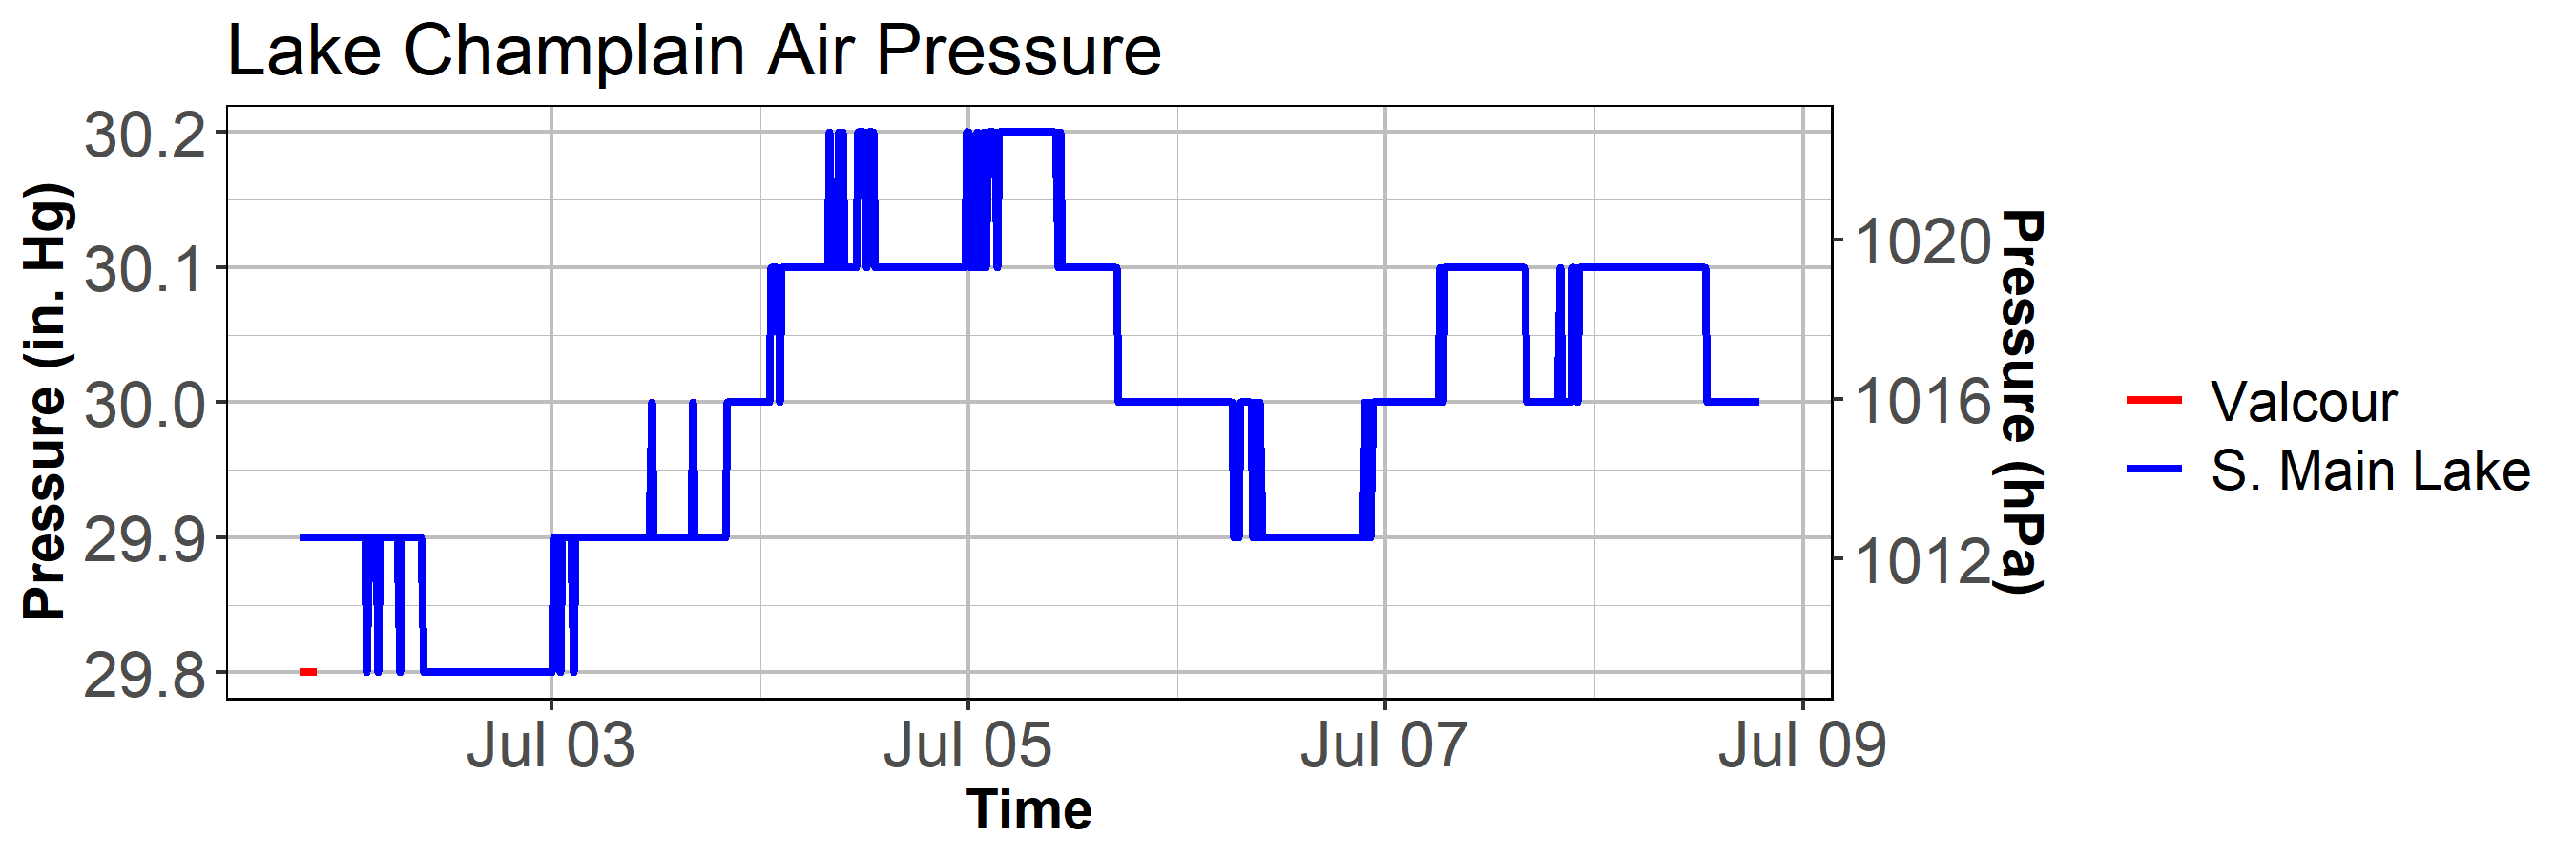 Lake Champlain Air Pressure
Pressure (in. Hg)
30.2
30.1
30.0
29.9
29.8
1020
1016
1012
Pressure (hPa)
Valcour
S. Main Lake
Jul 03
Jul 05
Jul 07
Jul 09
Time